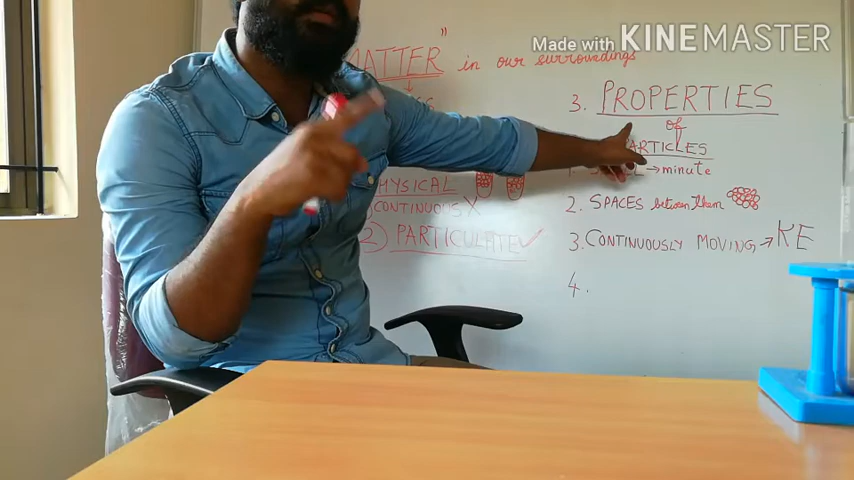 Made with KINEMASTER
MATTER" in our surroundings
3. PROPERTIES
of
PARTICLES
1. → minute
PHYSICAL
2. SPACES between them
CONTINUOUS X
2) PARTICULATE ✓
3. CONTINUOUSLY MOVING → KE
4.